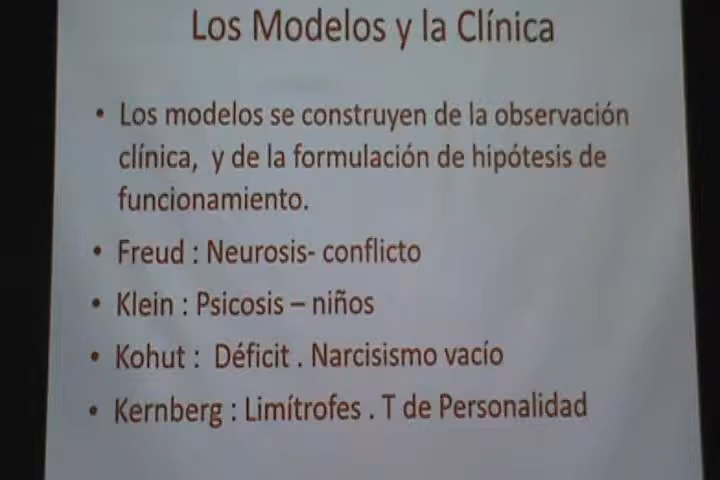 Los Modelos y la Clínica
• Los modelos se construyen de la observación
clínica, y de la formulación de hipótesis de
funcionamiento.
• Freud : Neurosis- conflicto
• Klein : Psicosis – niños
• Kohut : Déficit . Narcisismo vacío
• Kernberg : Limítrofes . T de Personalidad